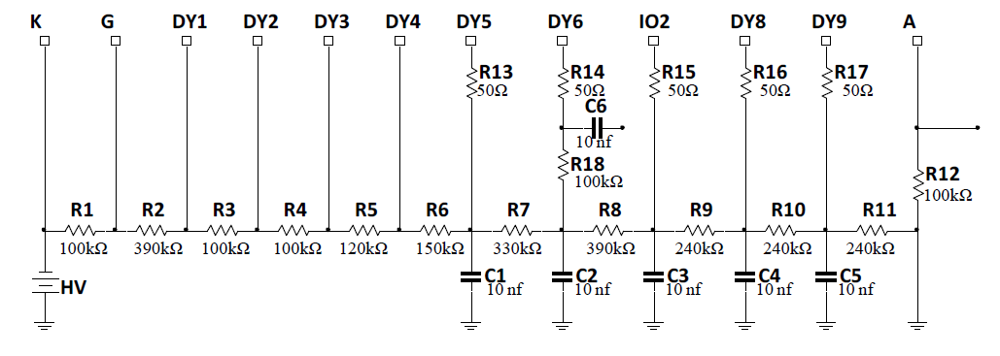 K G DY1 DY2 DY3 DY4 DY5 DY6 IO2 DY8 DY9 A
R13 R14 R15 R16 R17
50Ω 50Ω 50Ω 50Ω 50Ω
C6
10 nf
R18 R12
100kΩ 100kΩ
R1 R2 R3 R4 R5 R6 R7 R8 R9 R10 R11
100kΩ 390kΩ 100kΩ 100kΩ 120kΩ 150kΩ 330kΩ 390kΩ 240kΩ 240kΩ 240kΩ
HV C1 C2 C3 C4 C5
10 nf 10 nf 10 nf 10 nf 10 nf